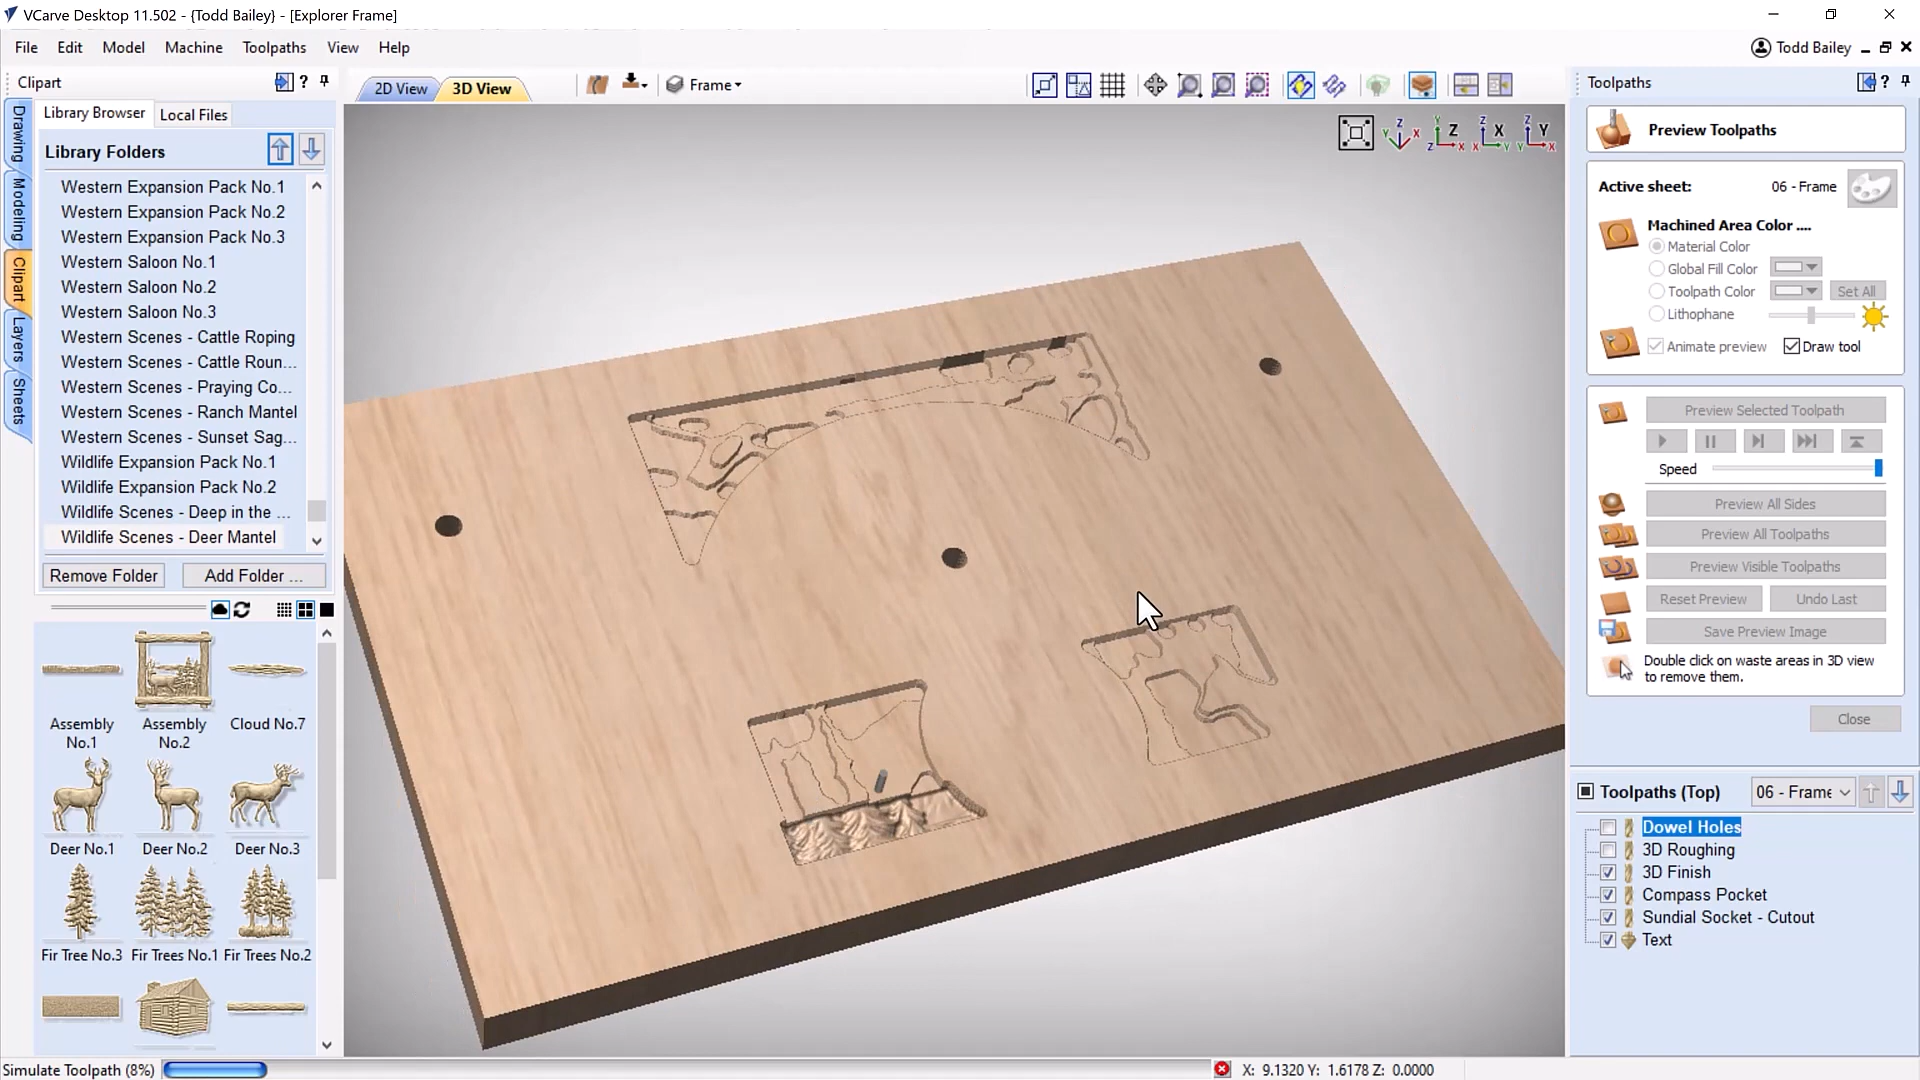 VCarve Desktop 11.502 - {Todd Bailey} - [Explorer Frame]
File Edit Model Machine Toolpaths View Help
Todd Bailey
Clipart
?
2D View
3D View
Frame
Toolpaths
?
Library Browser
Local Files
Library Folders
Western Expansion Pack No.1
Western Expansion Pack No.2
Western Expansion Pack No.3
Western Saloon No.1
Western Saloon No.2
Western Saloon No.3
Western Scenes - Cattle Roping
Western Scenes - Cattle Roun...
Western Scenes - Praying Co...
Western Scenes - Ranch Mantel
Western Scenes - Sunset Sag...
Wildlife Expansion Pack No.1
Wildlife Expansion Pack No.2
Wildlife Scenes - Deep in the ...
Wildlife Scenes - Deer Mantel
Remove Folder
Add Folder ...
Drawing
Modeling
Clipart
Layers
Sheets
Assembly No.1
Assembly No.2
Cloud No.7
Deer No.1
Deer No.2
Deer No.3
Fir Tree No.3
Fir Trees No.1
Fir Trees No.2
Z
Y X
Y Z
Z X
Z X
X Y
Z Y
Y X
Preview Toolpaths
Active sheet: 06 - Frame
Machined Area Color ....
Material Color
Global Fill Color
Toolpath Color
Set All
Lithophane
Animate preview
Draw tool
Preview Selected Toolpath
Speed
Preview All Sides
Preview All Toolpaths
Preview Visible Toolpaths
Reset Preview
Undo Last
Save Preview Image
Double click on waste areas in 3D view
to remove them.
Close
Toolpaths (Top)
06 - Frame
Dowel Holes
3D Roughing
3D Finish
Compass Pocket
Sundial Socket - Cutout
Text
Simulate Toolpath (8%)
X: 9.1320 Y: 1.6178 Z: 0.0000